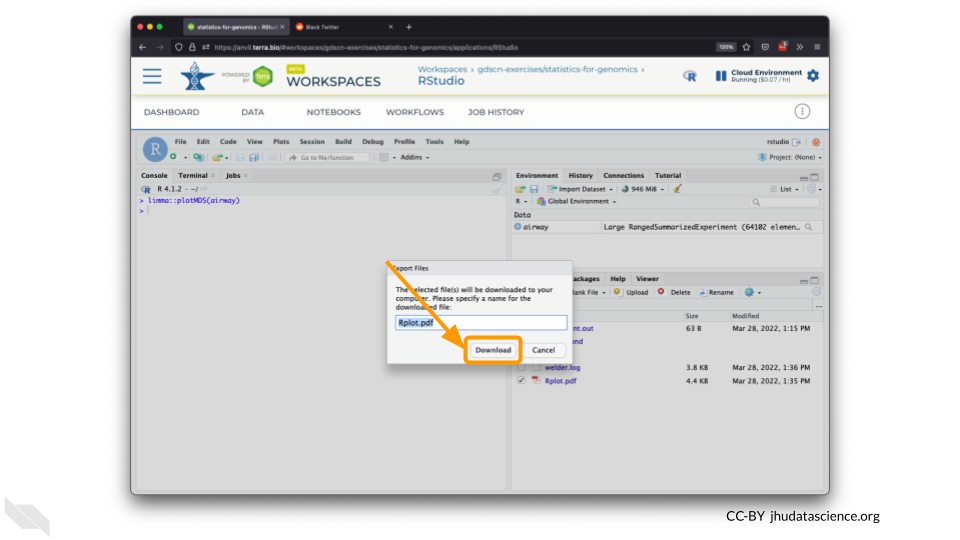 statistics-for-genomics - RStudio ×
Black Twitter ×
+
https://anvil.terra.bio/#workspaces/gdscn-exercises/statistics-for-genomics/applications/RStudio
120%
POWERED BY Terra
BETA
WORKSPACES
Workspaces › gdscn-exercises/statistics-for-genomics ›
RStudio
R
Cloud Environment
Running ($0.07 / hr)
DASHBOARD DATA NOTEBOOKS WORKFLOWS JOB HISTORY
R
File Edit Code View Plots Session Build Debug Profile Tools Help
rstudio
Go to file/function
Addins
Project: (None)
Console Terminal × Jobs ×
R 4.1.2 · ~/
> limma::plotMDS(airway)
>
Environment History Connections Tutorial
Import Dataset
946 MiB
List
R
Global Environment
Data
airway Large RangedSummarizedExperiment (64102 elemen…
ackages Help Viewer
lank File Upload Delete Rename
Size Modified
nt.out 63 B Mar 28, 2022, 1:15 PM
nd
welder.log 3.8 KB Mar 28, 2022, 1:36 PM
Rplot.pdf 4.4 KB Mar 28, 2022, 1:35 PM
Export Files
The selected file(s) will be downloaded to your
computer. Please specify a name for the
downloaded file:
Rplot.pdf
Download Cancel
CC-BY jhudatascience.org